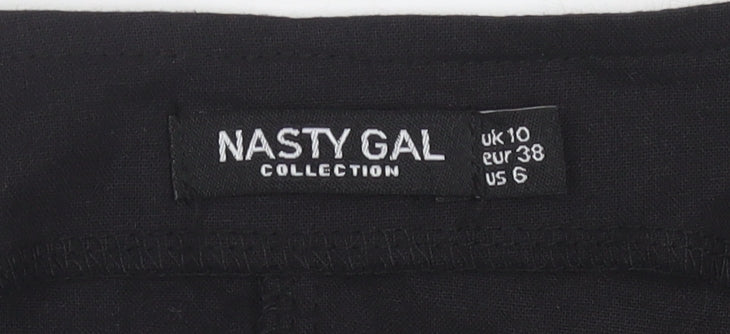 NASTY GAL
COLLECTION
uk 10
eur 38
us 6